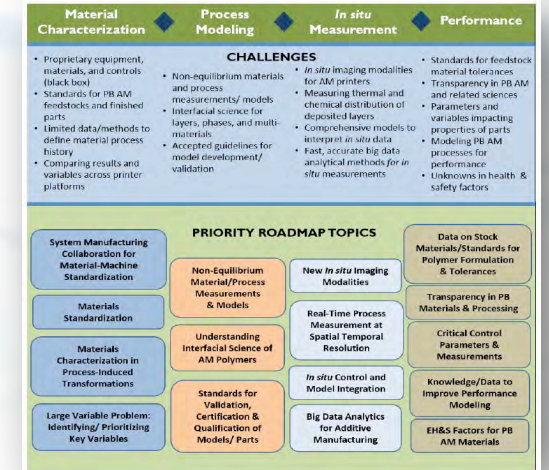 Material
Characterization
Process
Modeling
In situ
Measurement
Performance
CHALLENGES
• Proprietary equipment,
materials, and controls
(black box)
• Standards for PB AM
feedstocks and finished
parts
• Limited data/methods to
define material process
history
• Comparing results and
variables across printer
platforms
• Non-equilibrium materials
and process
measurements/ models
• Interfacial science for
layers, phases, and multi-
materials
• Accepted guidelines for
model development/
validation
• In situ imaging modalities
for AM printers
• Measuring thermal and
chemical distribution of
deposited layers
• Comprehensive models to
interpret in situ data
• Fast, accurate big data
analytical methods for in
situ measurements
• Standards for feedstock
material tolerances
• Transparency in PB AM
and related sciences
• Parameters and
variables impacting
properties of parts
• Modeling PB AM
processes for
performance
• Unknowns in health &
safety factors
PRIORITY ROADMAP TOPICS
System Manufacturing
Collaboration for
Material-Machine
Standardization
Materials
Standardization
Materials
Characterization in
Process-Induced
Transformations
Large Variable Problem:
Identifying/ Prioritizing
Key Variables
Non-Equilibrium
Material/Process
Measurements
& Models
Understanding
Interfacial Science of
AM Polymers
Standards for
Validation,
Certification &
Qualification of
Models/ Parts
New In situ Imaging
Modalities
Real-Time Process
Measurement at
Spatial Temporal
Resolution
In situ Control and
Model Integration
Big Data Analytics
for Additive
Manufacturing
Data on Stock
Materials/Standards for
Polymer Formulation
& Tolerances
Transparency in PB
Materials & Processing
Critical Control
Parameters &
Measurements
Knowledge/Data to
Improve Performance
Modeling
EH&S Factors for PB
AM Materials